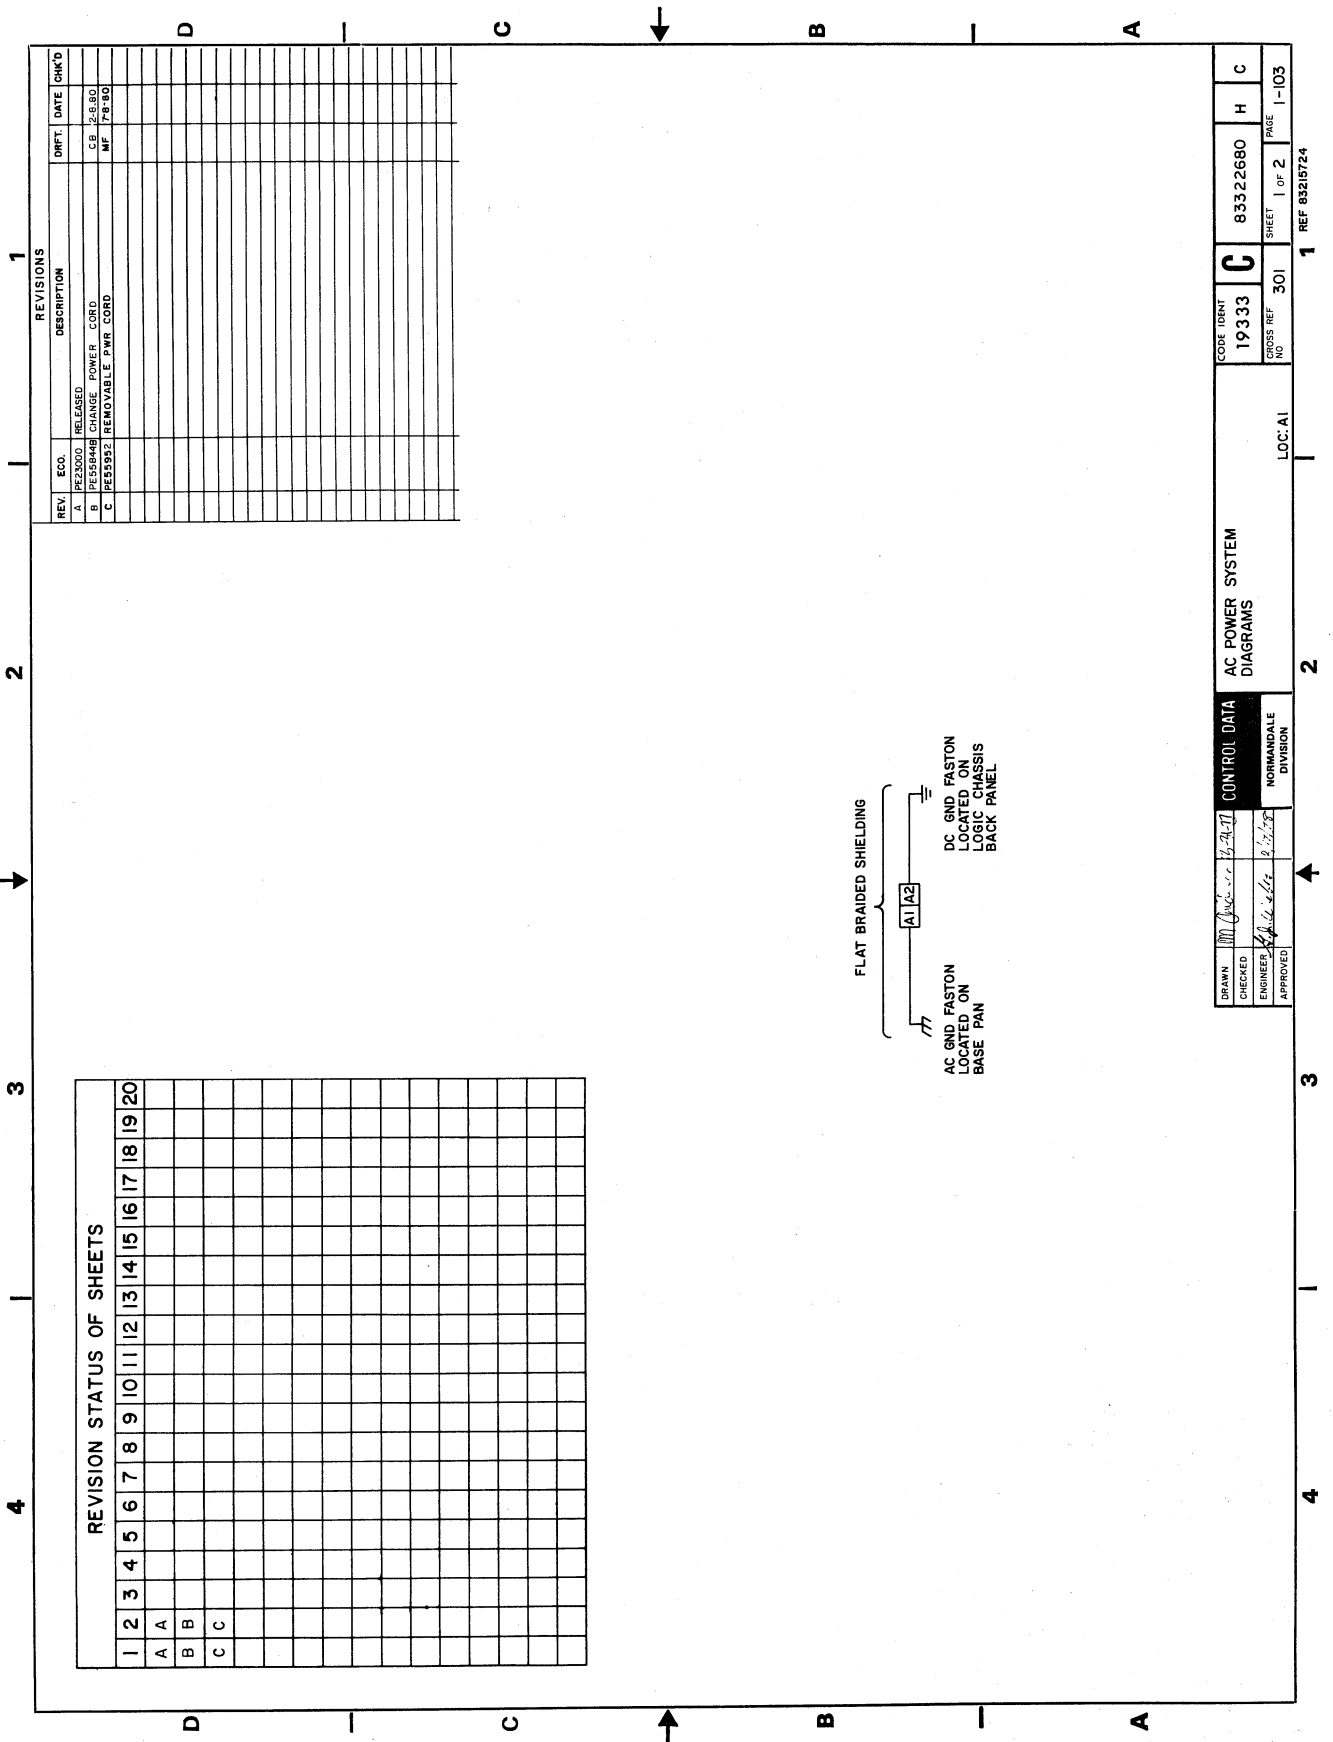 4 3 2 1
D
C
B
A
REVISION STATUS OF SHEETS
1 2 3 4 5 6 7 8 9 10 11 12 13 14 15 16 17 18 19 20
A A
B B
C C
REVISIONS
REV. ECO. DESCRIPTION DRFT. DATE CHK'D
A PE23000 RELEASED
B PE55844B CHANGE POWER CORD CB 2-8-80
C PE55952 REMOVABLE PWR CORD MF 7-8-80
FLAT BRAIDED SHIELDING
A1 A2
AC GND FASTON
LOCATED ON
BASE PAN
DC GND FASTON
LOCATED ON
LOGIC CHASSIS
BACK PANEL
DRAWN
CHECKED
ENGINEER
APPROVED
CONTROL DATA
NORMANDALE
DIVISION
AC POWER SYSTEM
DIAGRAMS
LOC: A1
CODE IDENT
19333
C
83322680
H
C
CROSS REF
NO
301
SHEET 1 OF 2
PAGE 1-103
D
C
B
A
4 3 2 1
REF 83215724